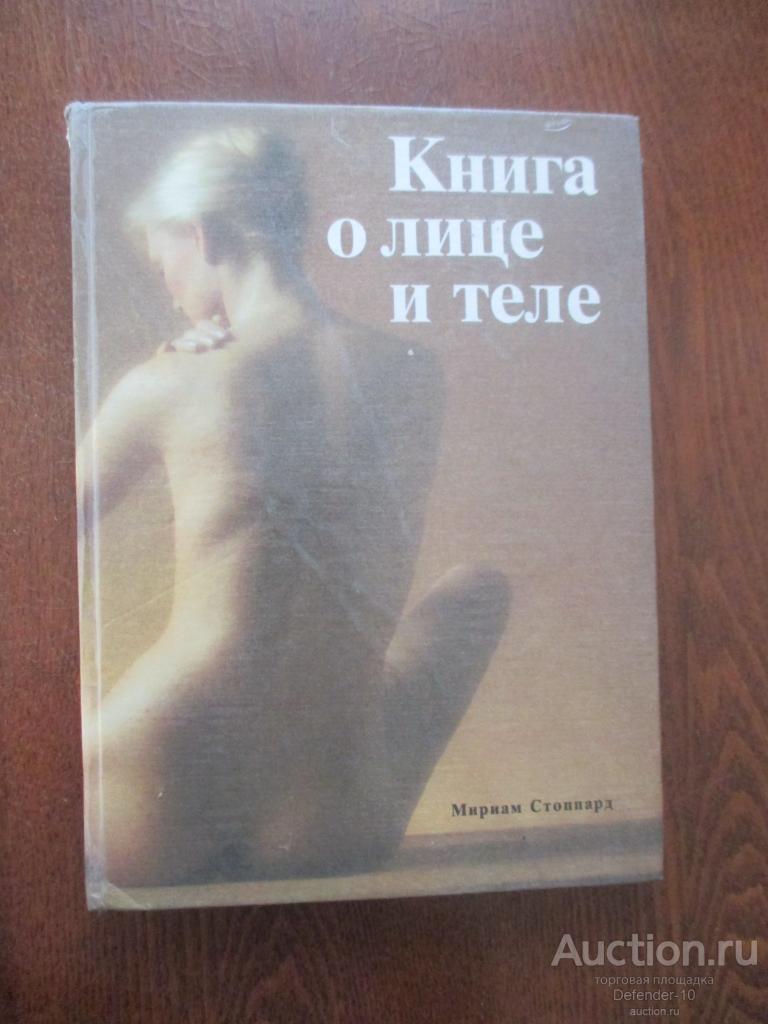 Книга
о лице
и теле
Мириам Стоппард
Auction.ru
торговая площадка
Defender-10
auction.ru